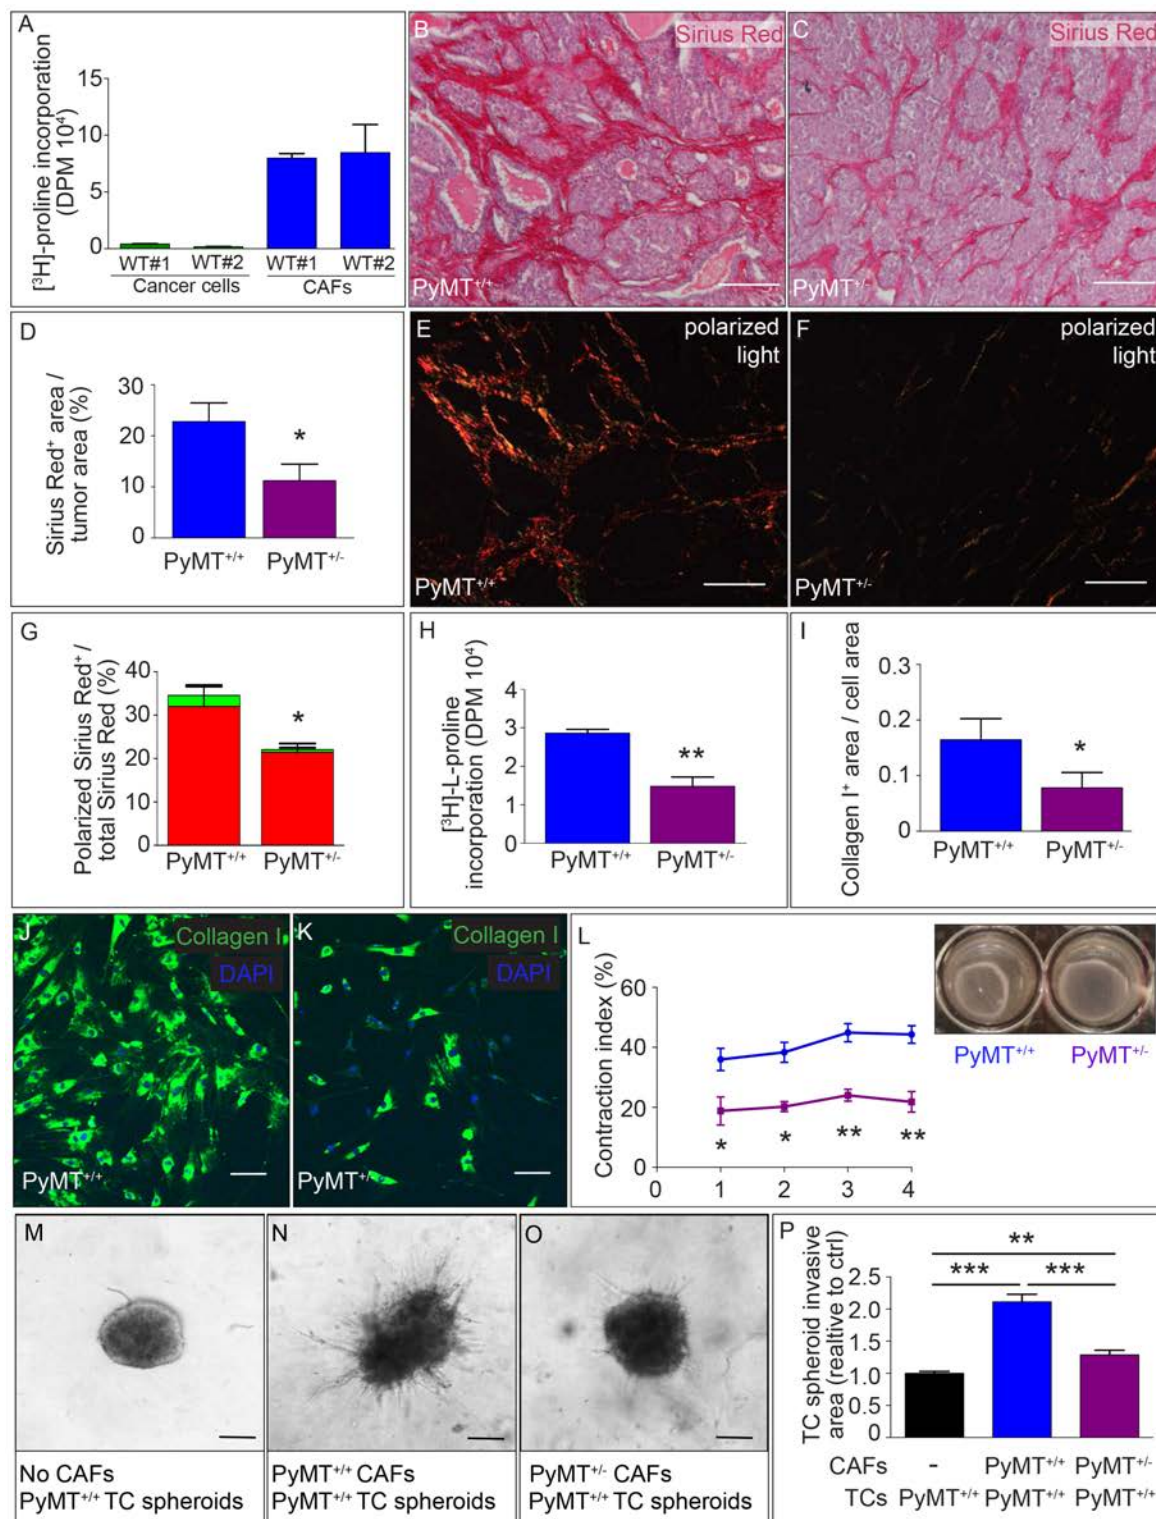 A
[³H]-proline incorporation
(DPM 10⁴)
15
10
5
0
WT#1 WT#2 WT#1 WT#2
Cancer cells CAFs
B
Sirius Red
PyMT⁺/⁺
C
Sirius Red
PyMT⁺/⁻
D
Sirius Red⁺ area /
tumor area (%)
30
20
10
0
*
PyMT⁺/⁺ PyMT⁺/⁻
E
polarized
light
PyMT⁺/⁺
F
polarized
light
PyMT⁺/⁻
G
Polarized Sirius Red⁺ /
total Sirius Red (%)
40
30
20
10
0
*
PyMT⁺/⁺ PyMT⁺/⁻
H
[³H]-L-proline
incorporation (DPM 10⁴)
4
3
2
1
0
**
PyMT⁺/⁺ PyMT⁺/⁻
I
Collagen I⁺ area / cell area
0.3
0.2
0.1
0
*
PyMT⁺/⁺ PyMT⁺/⁻
J
Collagen I
DAPI
PyMT⁺/⁺
K
Collagen I
DAPI
PyMT⁺/⁻
L
Contraction index (%)
60
40
20
0
* * ** **
0 1 2 3 4
PyMT⁺/⁺ PyMT⁺/⁻
M
No CAFs
PyMT⁺/⁺ TC spheroids
N
PyMT⁺/⁺ CAFs
PyMT⁺/⁺ TC spheroids
O
PyMT⁺/⁻ CAFs
PyMT⁺/⁺ TC spheroids
P
TC spheroid invasive
area (realtive to ctrl)
2.5
2.0
1.5
1.0
0.5
0
**
*** ***
CAFs - PyMT⁺/⁺ PyMT⁺/⁻
TCs PyMT⁺/⁺ PyMT⁺/⁺ PyMT⁺/⁺